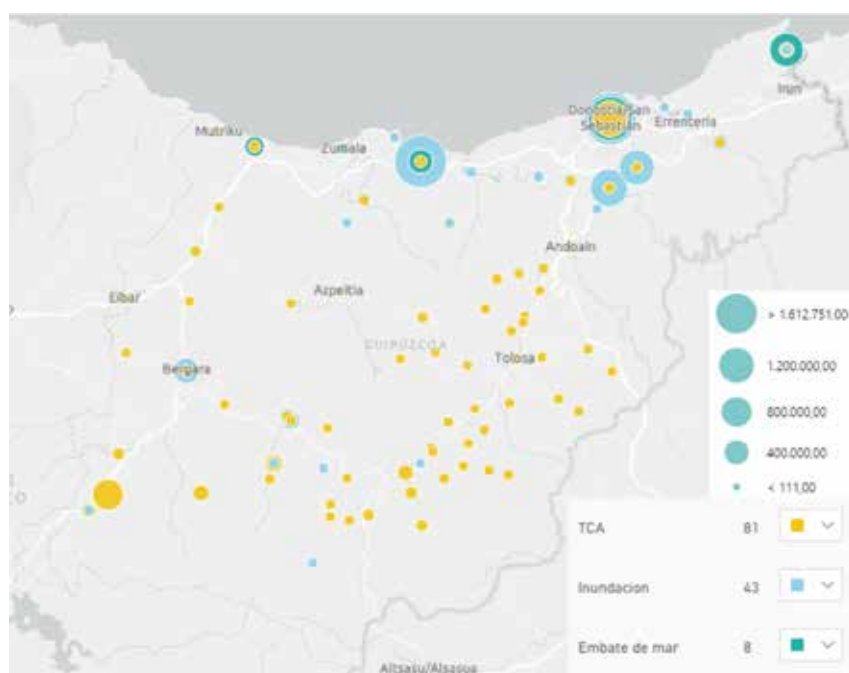 Irun
Donostia/San
Sebastián
Errenteria
Mutriku
Zumaia
Andoain
Eibar
Azpeitia
GUIPÚZCOA
Tolosa
Bergara
> 1.612.751,00
1.200.000,00
800.000,00
400.000,00
< 111,00
TCA 81
Inundacion 43
Embate de mar 8
Altsasu/Alsasua